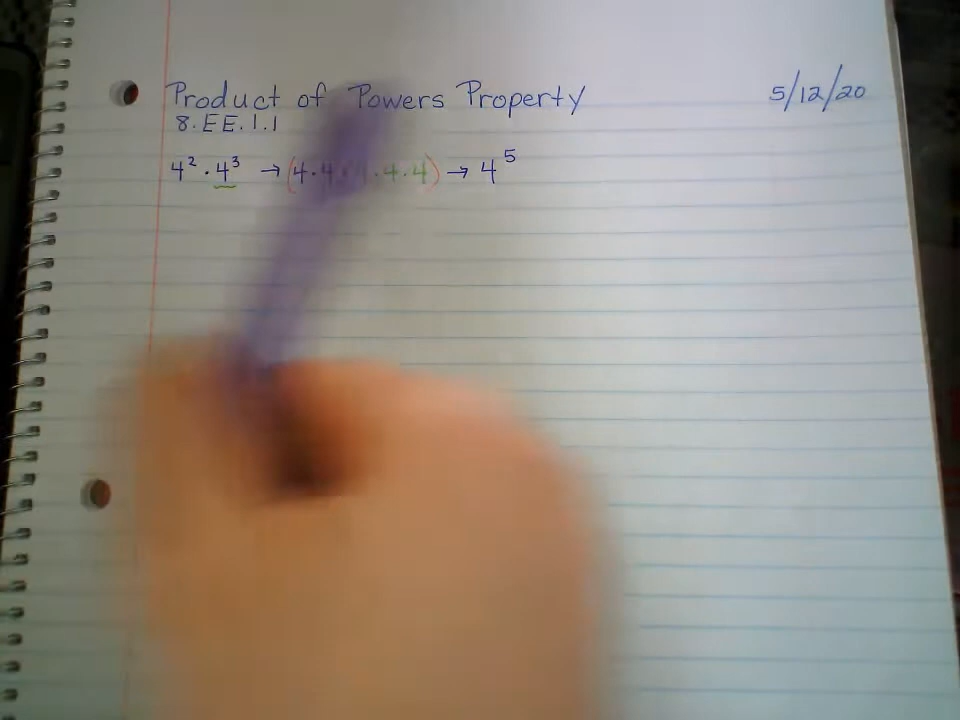 Product of Powers Property 5/12/20
8.EE.1.1
4² · 4³ → (4·4·4·4·4) → 4⁵